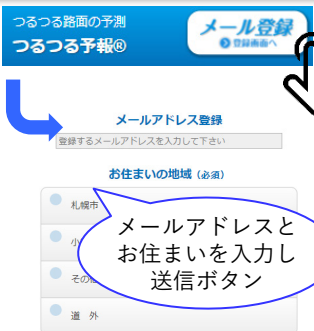 つるつる路面の予測
つるつる予報®
メール登録
登録画面へ
メールアドレス登録
登録するメールアドレスを入力して下さい
お住まいの地域（必須）
札幌市
メールアドレスと
お住まいを入力し
送信ボタン
小
その他
道 外